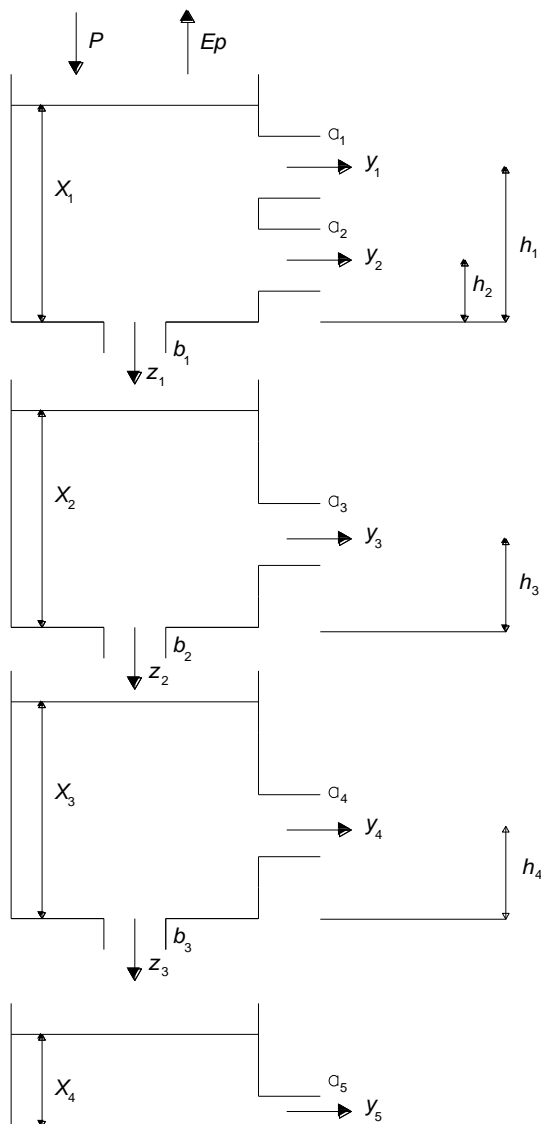 P Ep
a₁
y₁
X₁
a₂
y₂
h₁
h₂
b₁
z₁
X₂
a₃
y₃
h₃
b₂
z₂
X₃
a₄
y₄
h₄
b₃
z₃
a₅
X₄
y₅